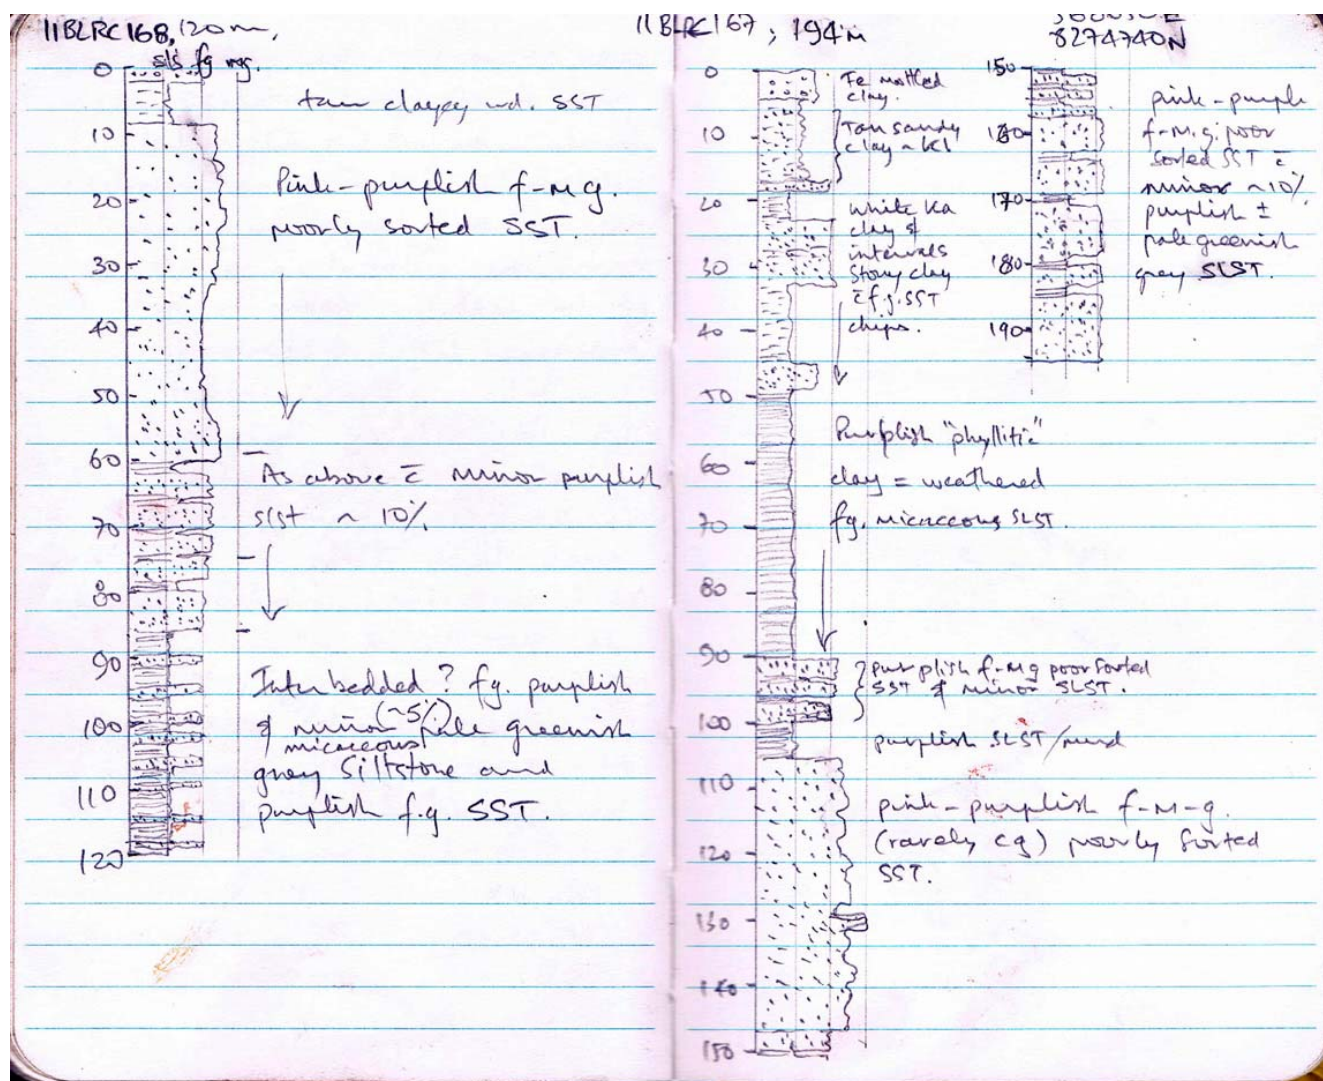 11BLRC168, 120m.
sls fg mg.
0
10
20
30
40
50
60
70
80
90
100
110
120
tan clayey wd. SST
Pink-purplish f-mg.
poorly sorted SST.
As above c̄ minor purplish
slst ~ 10%
Interbedded? fg. purplish
& minor (~5%) pale greenish
micaceous
grey Siltstone and
purplish f.g. SST.
11BLRC167, 194m
0
10
20
30
40
50
60
70
80
90
100
110
120
130
140
150
Fe mottled
clay.
Tan sandy
clay
white Ka
clay &
intervals
Stony clay
c̄ f.g. SST
chips.
Purplish "phyllitic"
clay = weathered
fg. micaceous SLST.
purplish f-mg poor sorted
SST & minor SLST.
purplish SLST/mud
pink-purplish f-m-g.
(rarely cg) poorly sorted
SST.
8274740N
150
160
170
180
190
pink-purple
f-m.g. poor
sorted SST c̄
minor ~10%
purplish ±
pale greenish
grey SLST.